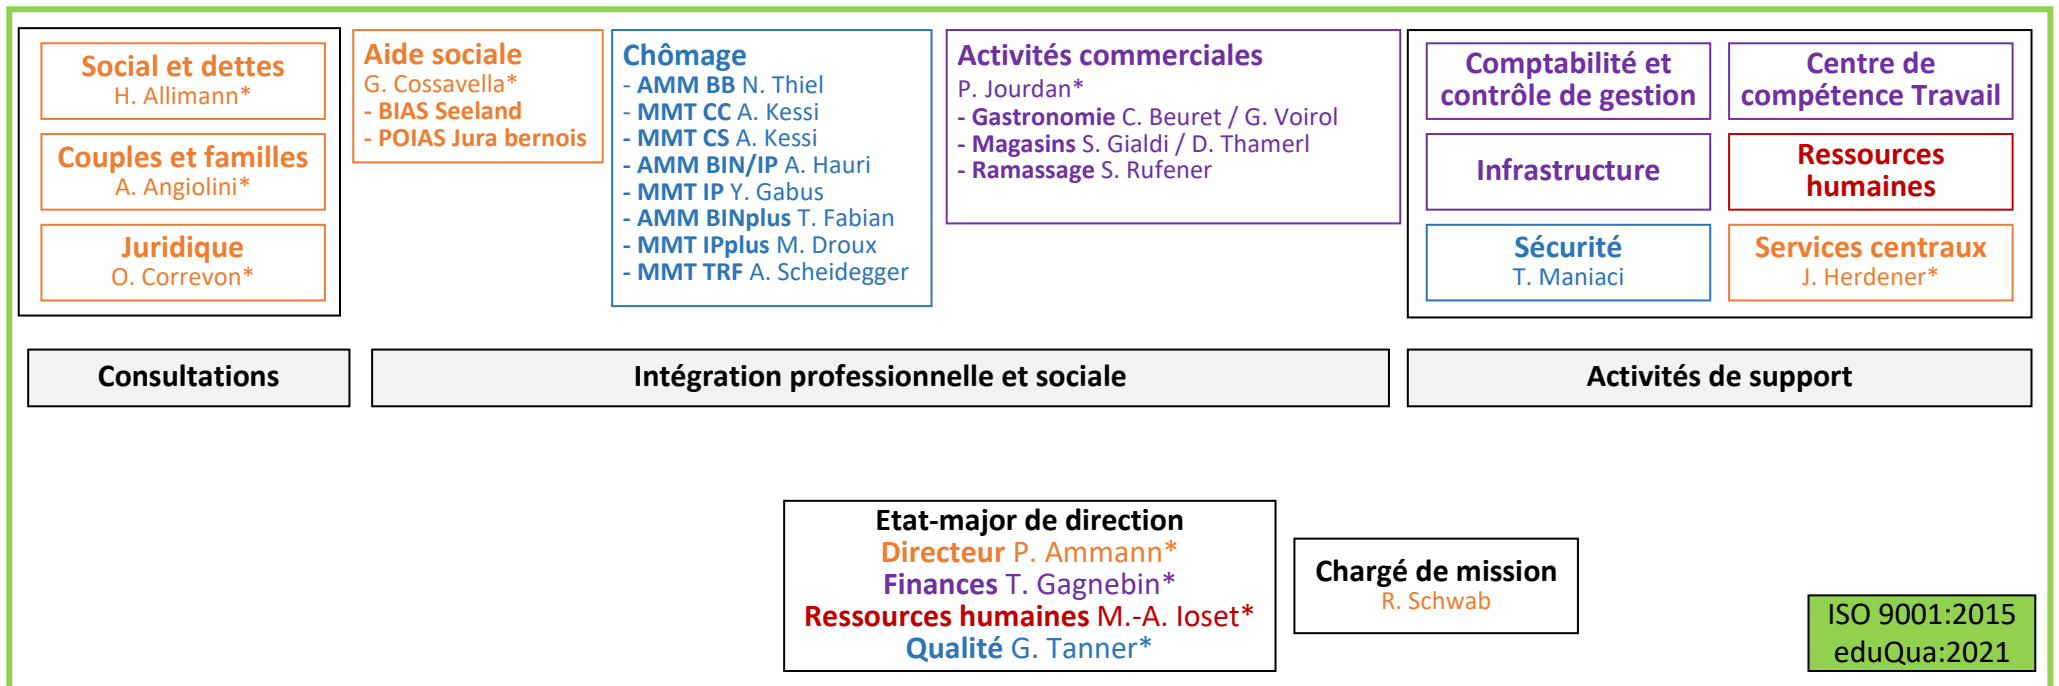 Social et dettes
H. Allimann*
Couples et familles
A. Angiolini*
Juridique
O. Correvon*
Aide sociale
G. Cossavella*
- BIAS Seeland
- POIAS Jura bernois
Chômage
- AMM BB N. Thiel
- MMT CC A. Kessi
- MMT CS A. Kessi
- AMM BIN/IP A. Hauri
- MMT IP Y. Gabus
- AMM BINplus T. Fabian
- MMT IPplus M. Droux
- MMT TRF A. Scheidegger
Activités commerciales
P. Jourdan*
- Gastronomie C. Beuret / G. Voirol
- Magasins S. Gialdi / D. Thamerl
- Ramassage S. Rufener
Comptabilité et
contrôle de gestion
Centre de
compétence Travail
Infrastructure
Ressources
humaines
Sécurité
T. Maniaci
Services centraux
J. Herdener*
Consultations
Intégration professionnelle et sociale
Activités de support
Etat-major de direction
Directeur P. Ammann*
Finances T. Gagnebin*
Ressources humaines M.-A. Ioset*
Qualité G. Tanner*
Chargé de mission
R. Schwab
ISO 9001:2015
eduQua:2021